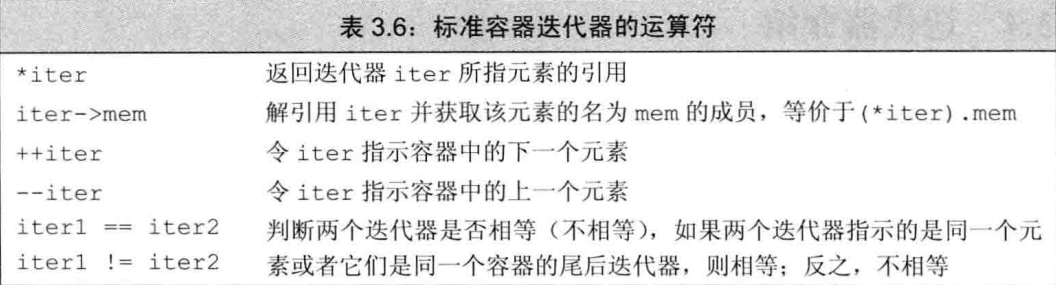 表 3.6：标准容器迭代器的运算符
*iter 返回迭代器 iter 所指元素的引用
iter->mem 解引用 iter 并获取该元素的名为 mem 的成员，等价于(*iter).mem
++iter 令 iter 指示容器中的下一个元素
--iter 令 iter 指示容器中的上一个元素
iter1 == iter2 判断两个迭代器是否相等（不相等），如果两个迭代器指示的是同一个元
iter1 != iter2 素或者它们是同一个容器的尾后迭代器，则相等；反之，不相等